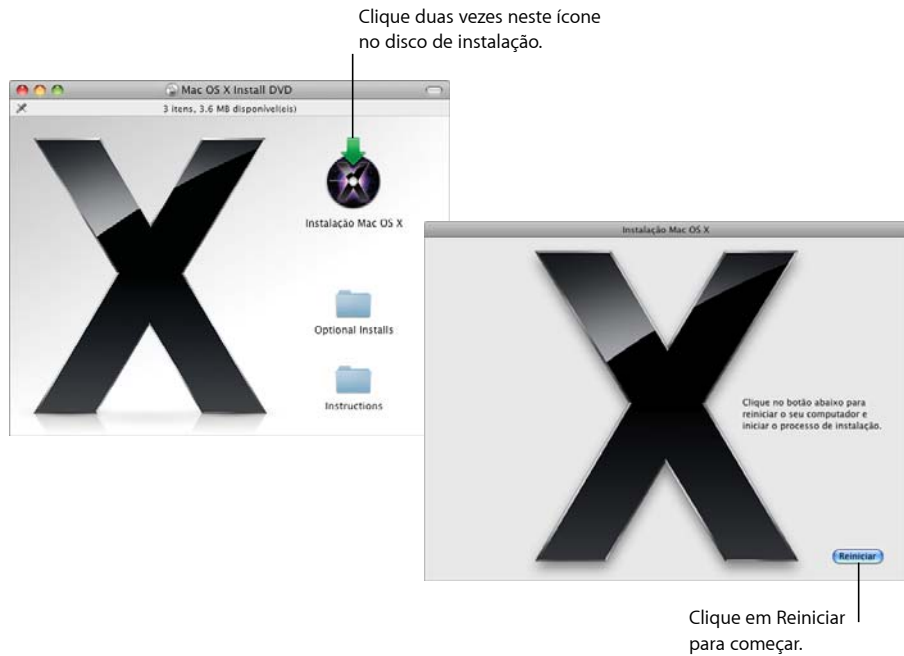 Clique duas vezes neste ícone
no disco de instalação.
Mac OS X Install DVD
3 itens, 3.6 MB disponível(eis)
Instalação Mac OS X
Optional Installs
Instructions
Instalação Mac OS X
Clique no botão abaixo para
reiniciar o seu computador e
iniciar o processo de instalação.
Reiniciar
Clique em Reiniciar
para começar.